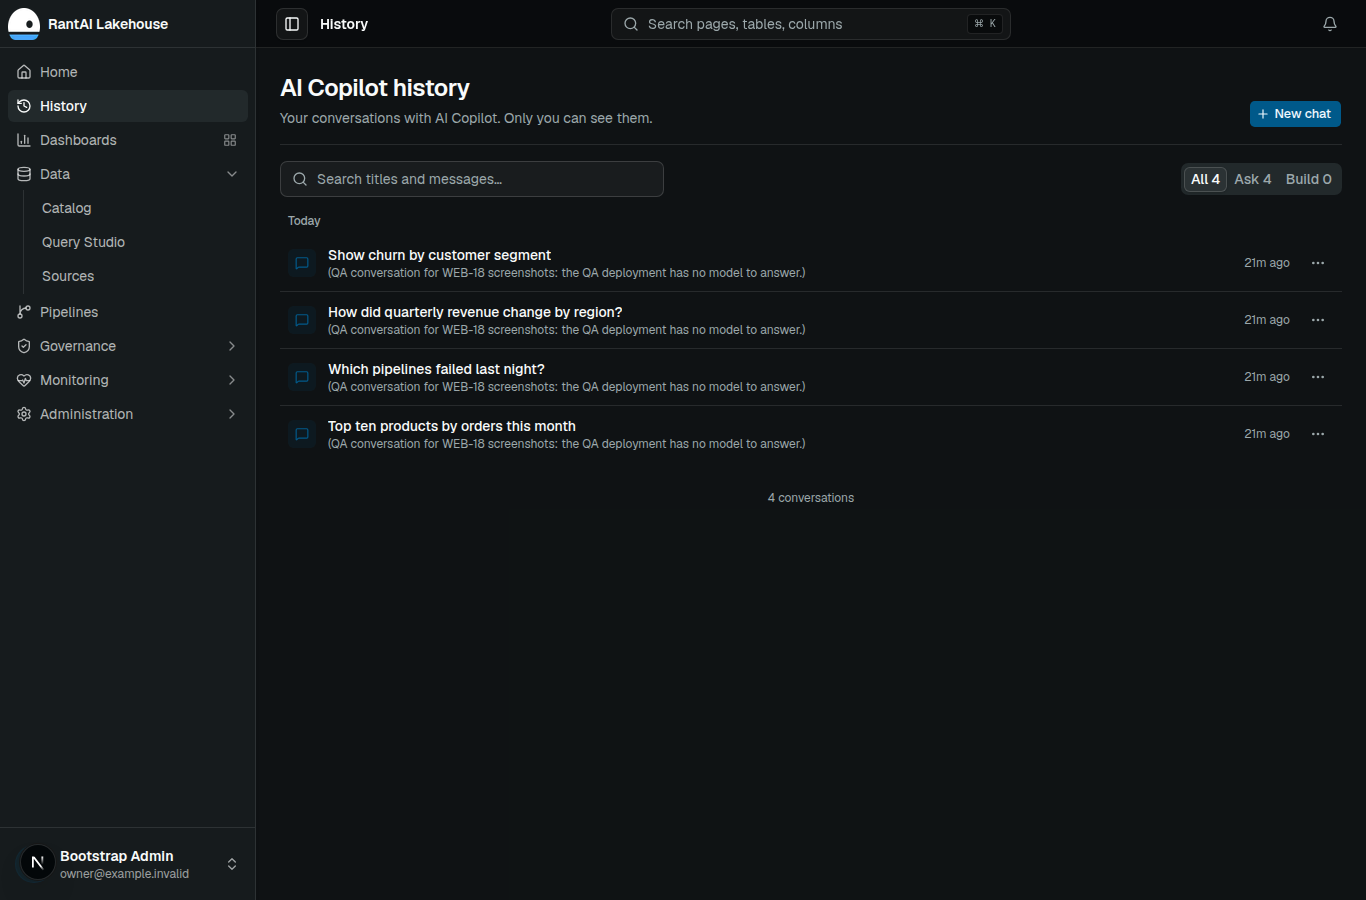 RantAI Lakehouse
History
Search pages, tables, columns
⌘ K
Home
History
Dashboards
Data
Catalog
Query Studio
Sources
Pipelines
Governance
Monitoring
Administration
AI Copilot history
Your conversations with AI Copilot. Only you can see them.
+ New chat
Search titles and messages...
All 4 Ask 4 Build 0
Today
Show churn by customer segment
(QA conversation for WEB-18 screenshots: the QA deployment has no model to answer.)
21m ago
How did quarterly revenue change by region?
(QA conversation for WEB-18 screenshots: the QA deployment has no model to answer.)
21m ago
Which pipelines failed last night?
(QA conversation for WEB-18 screenshots: the QA deployment has no model to answer.)
21m ago
Top ten products by orders this month
(QA conversation for WEB-18 screenshots: the QA deployment has no model to answer.)
21m ago
4 conversations
N
Bootstrap Admin
owner@example.invalid